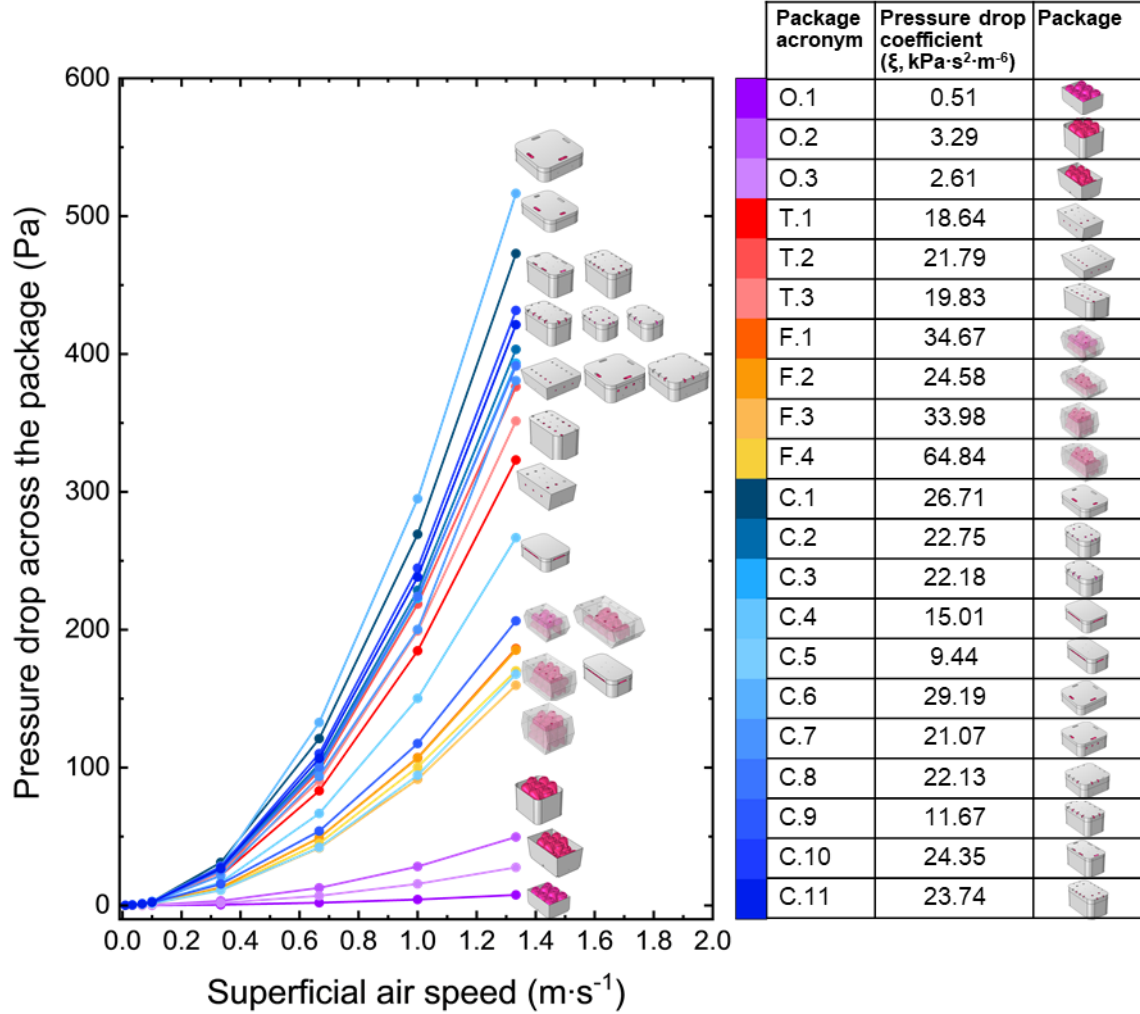 Package acronym
Pressure drop coefficient (ξ, kPa·s²·m⁻⁶)
Package
O.1 0.51
O.2 3.29
O.3 2.61
T.1 18.64
T.2 21.79
T.3 19.83
F.1 34.67
F.2 24.58
F.3 33.98
F.4 64.84
C.1 26.71
C.2 22.75
C.3 22.18
C.4 15.01
C.5 9.44
C.6 29.19
C.7 21.07
C.8 22.13
C.9 11.67
C.10 24.35
C.11 23.74
Pressure drop across the package (Pa)
600
500
400
300
200
100
0
0.0 0.2 0.4 0.6 0.8 1.0 1.2 1.4 1.6 1.8 2.0
Superficial air speed (m·s⁻¹)